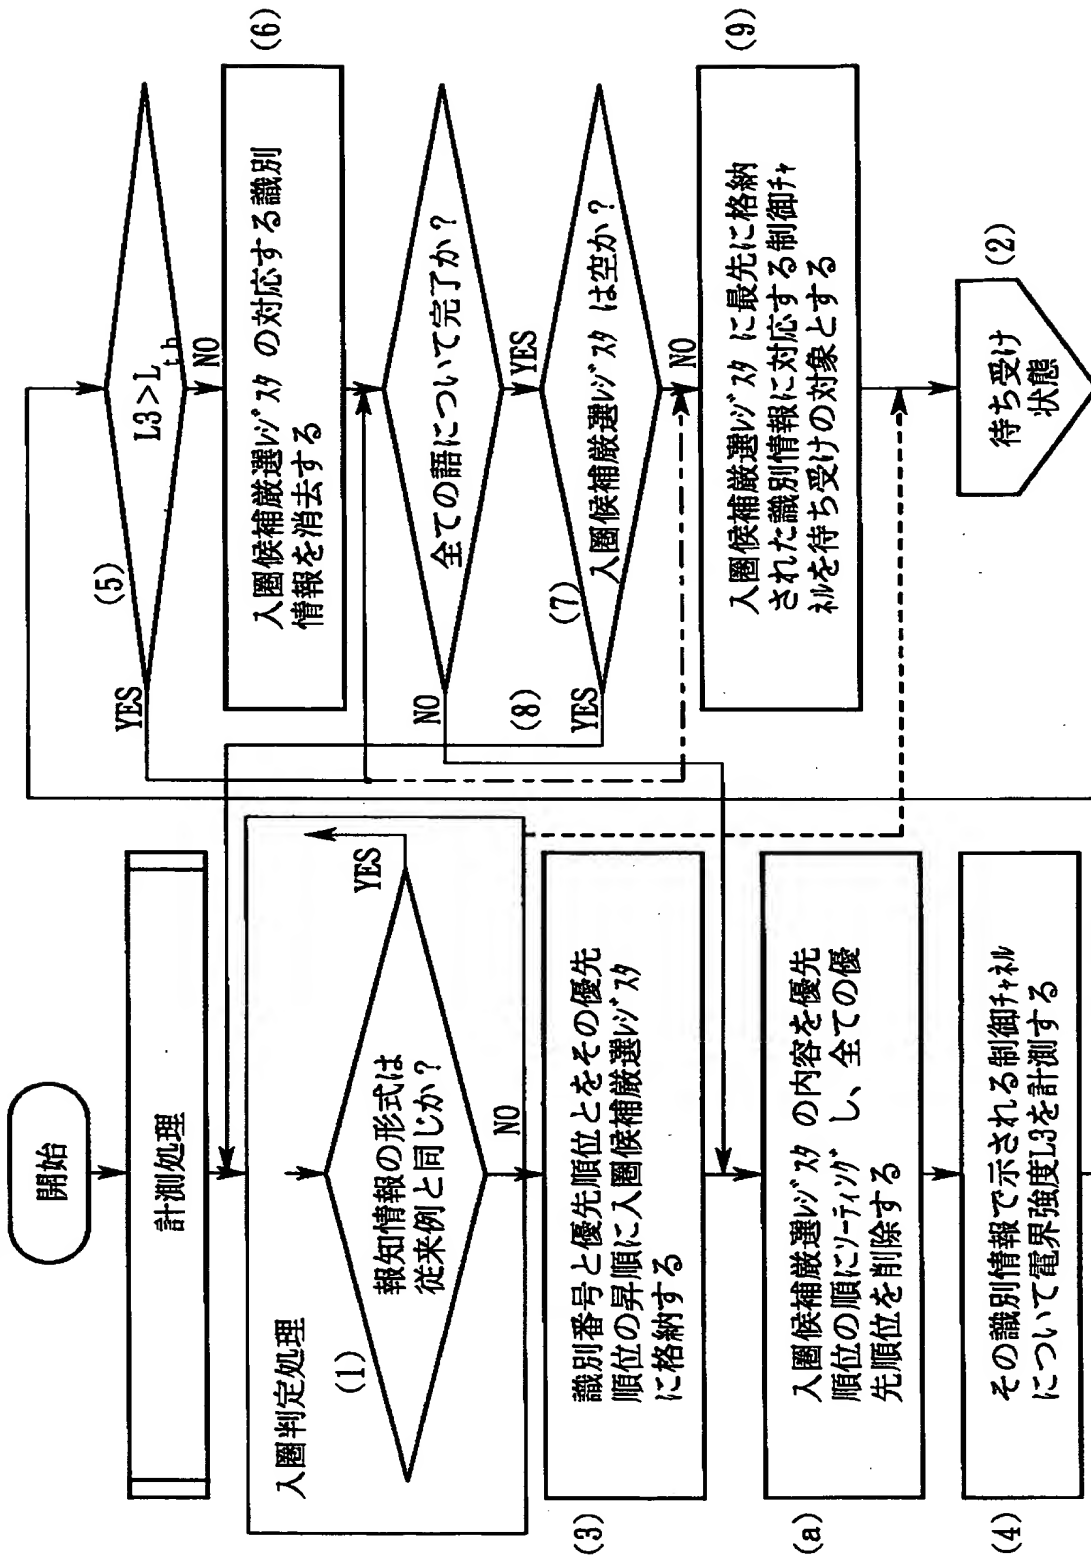 開始
計測処理
入圏判定処理
(1)
報知情報の形式は
従来例と同じか?
YES
NO
(3)
識別番号と優先順位とをその優先
順位の昇順に入圏候補厳選ﾚｼﾞｽﾀ
に格納する
(a)
入圏候補厳選ﾚｼﾞｽﾀ の内容を優先
順位の順にｿｰﾃｨﾝｸﾞ し、全ての優
先順位を削除する
(4)
その識別情報で示される制御ﾁｬﾈﾙ
について電界強度L3を計測する
(5)
L3>Lth
YES
NO
(6)
入圏候補厳選ﾚｼﾞｽﾀ の対応する識別
情報を消去する
全ての語について完了か?
NO
YES
(7)
入圏候補厳選ﾚｼﾞｽﾀ は空か?
(8)
YES
NO
(9)
入圏候補厳選ﾚｼﾞｽﾀ に最先に格納
された識別情報に対応する制御ﾁｬ
ﾈﾙを待ち受けの対象とする
(2)
待ち受け
状態